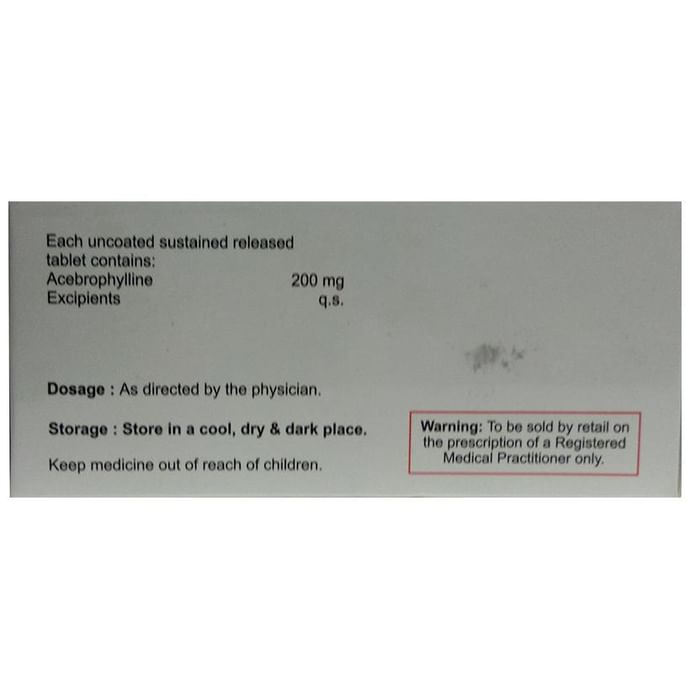 Each uncoated sustained released
tablet contains:
Acebrophylline 200 mg
Excipients q.s.
Dosage : As directed by the physician.
Storage : Store in a cool, dry & dark place.
Keep medicine out of reach of children.
Warning: To be sold by retail on
the prescription of a Registered
Medical Practitioner only.